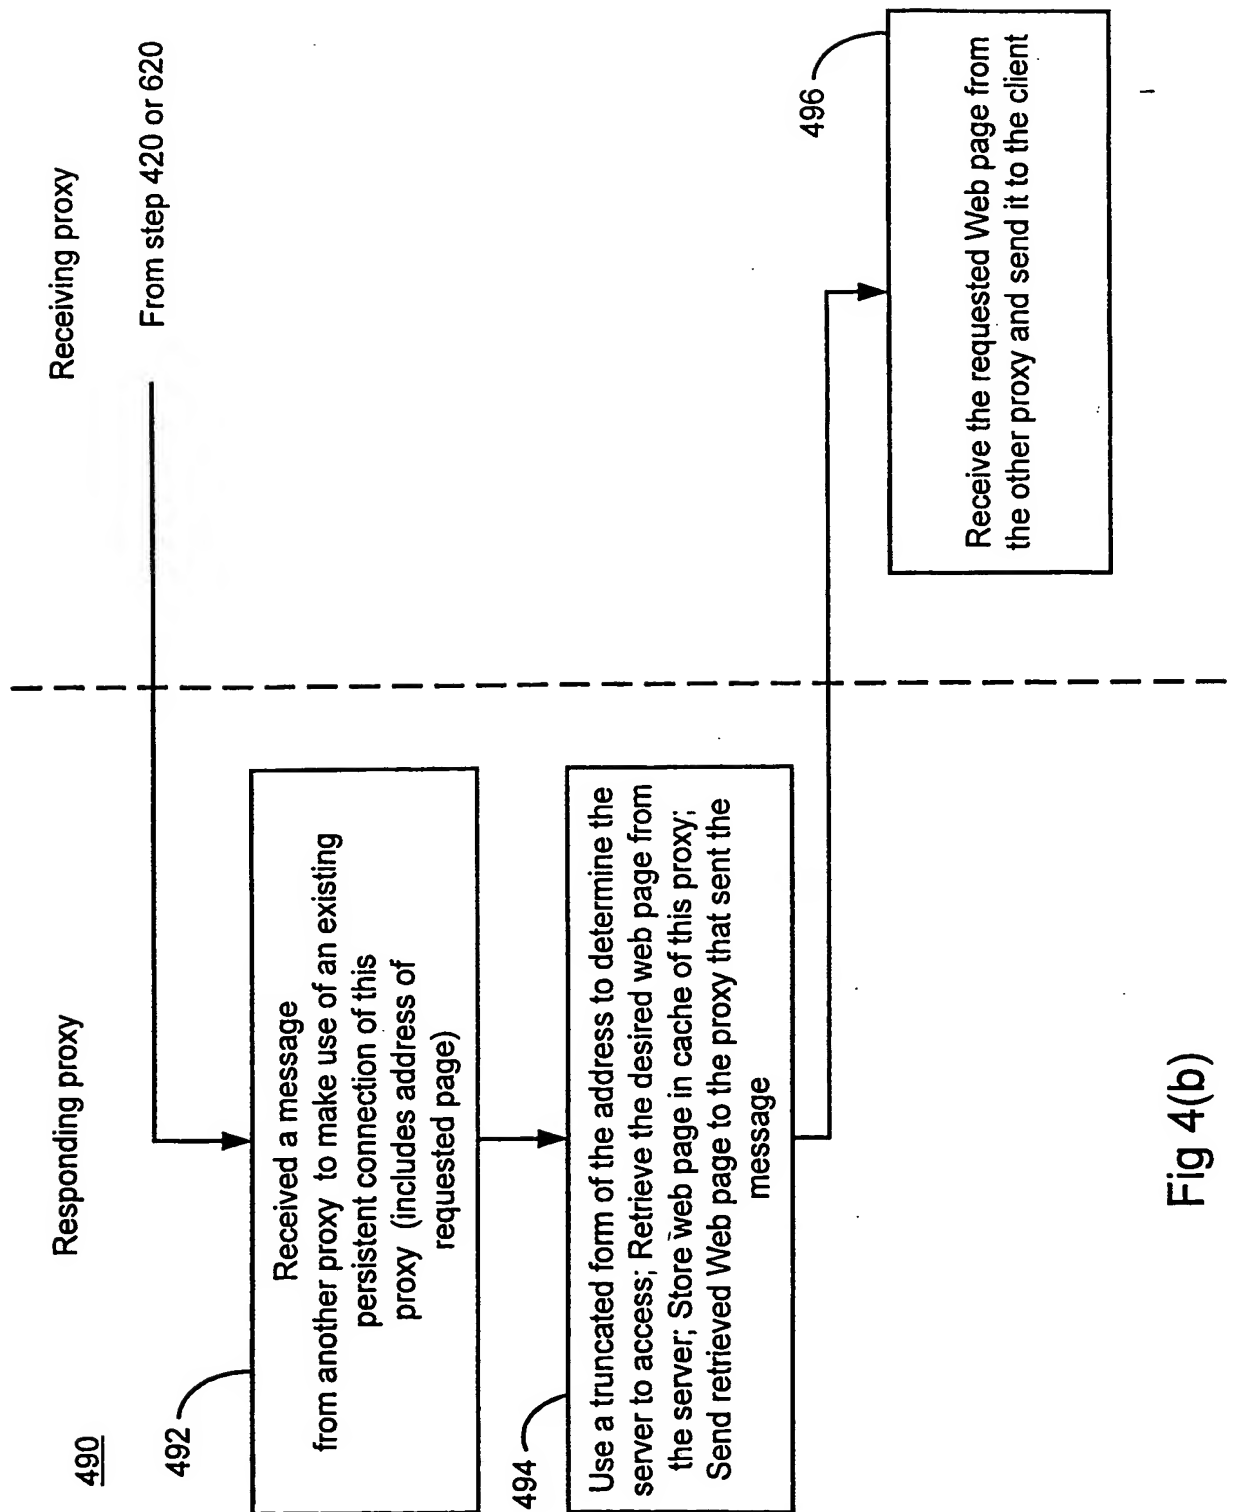 490
Responding proxy
Receiving proxy
From step 420 or 620
492
Received a message
from another proxy to make use of an existing
persistent connection of this
proxy (includes address of
requested page)
494
Use a truncated form of the address to determine the
server to access; Retrieve the desired web page from
the server; Store web page in cache of this proxy;
Send retrieved Web page to the proxy that sent the
message
496
Receive the requested Web page from
the other proxy and send it to the client
Fig 4(b)